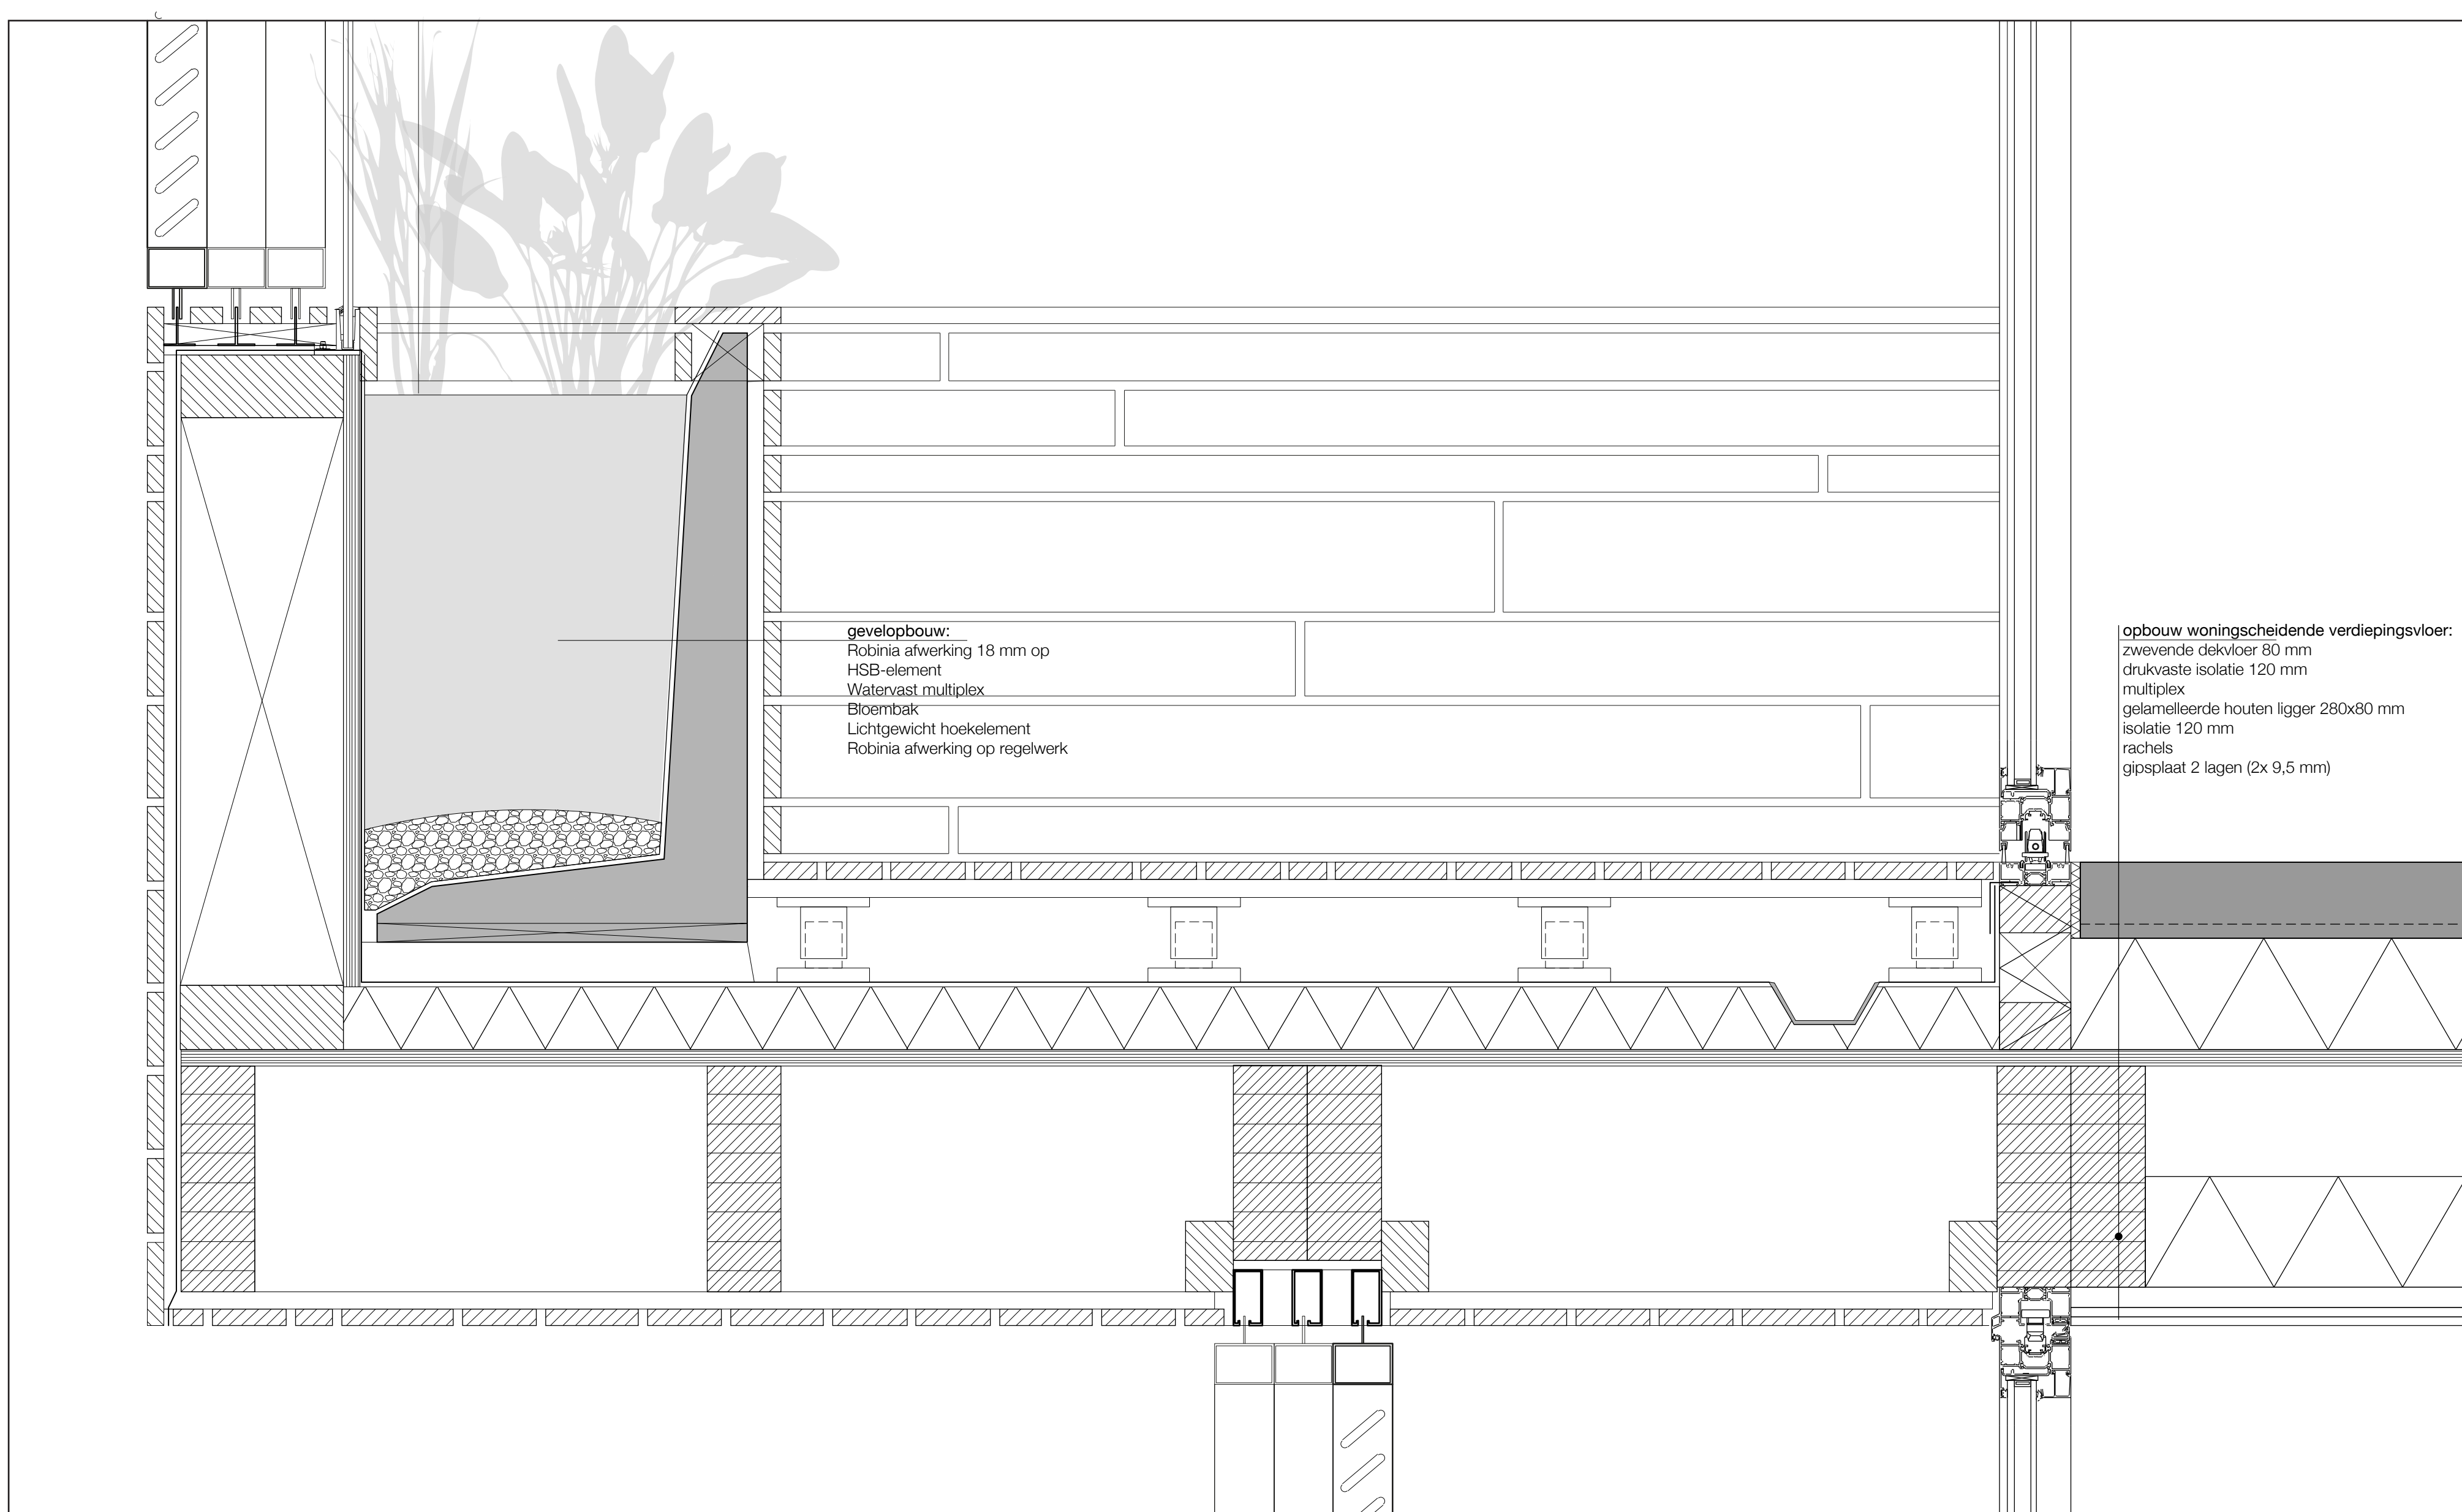 gevelopbouw:
Robinia afwerking 18 mm op
HSB-element
Watervast multiplex
Bloembak
Lichtgewicht hoekelement
Robinia afwerking op regelwerk
opbouw woningscheidende verdiepingsvloer:
zwevende dekvloer 80 mm
drukvaste isolatie 120 mm
multiplex
gelamelleerde houten ligger 280x80 mm
isolatie 120 mm
rachels
gipsplaat 2 lagen (2x 9,5 mm)